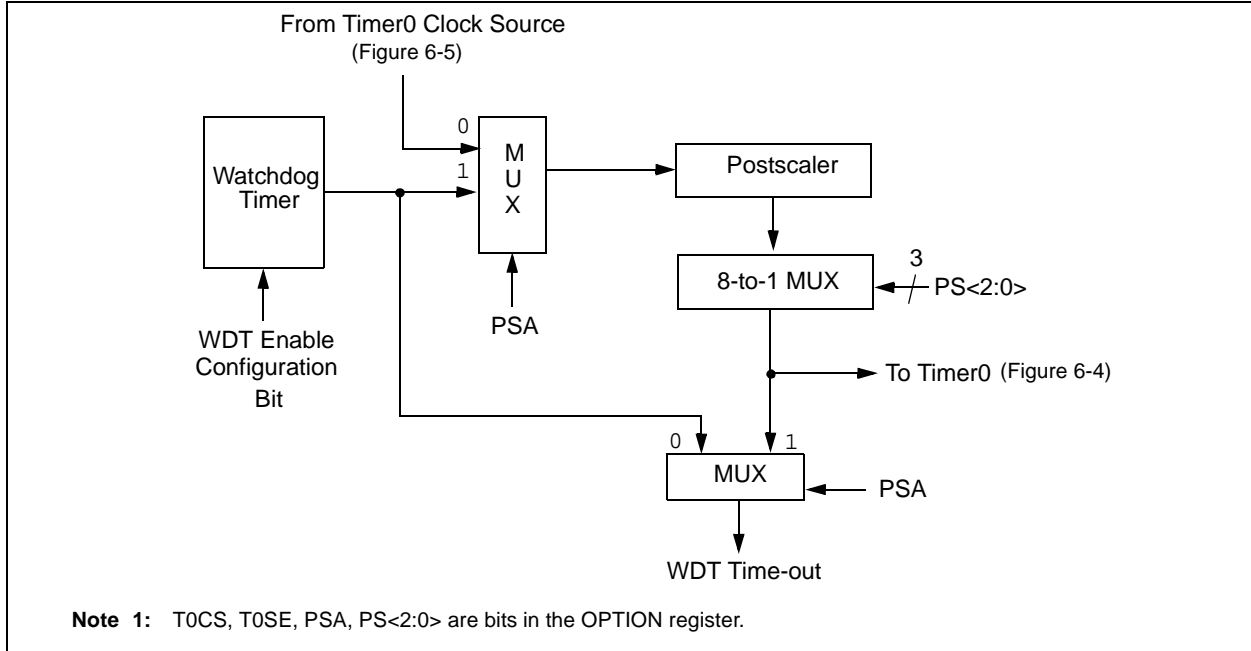 From Timer0 Clock Source
(Figure 6-5)
0
1
M
U
X
Watchdog
Timer
Postscaler
8-to-1 MUX
3
PS<2:0>
PSA
WDT Enable
Configuration
Bit
To Timer0 (Figure 6-4)
0
1
MUX
PSA
WDT Time-out
Note 1: T0CS, T0SE, PSA, PS<2:0> are bits in the OPTION register.